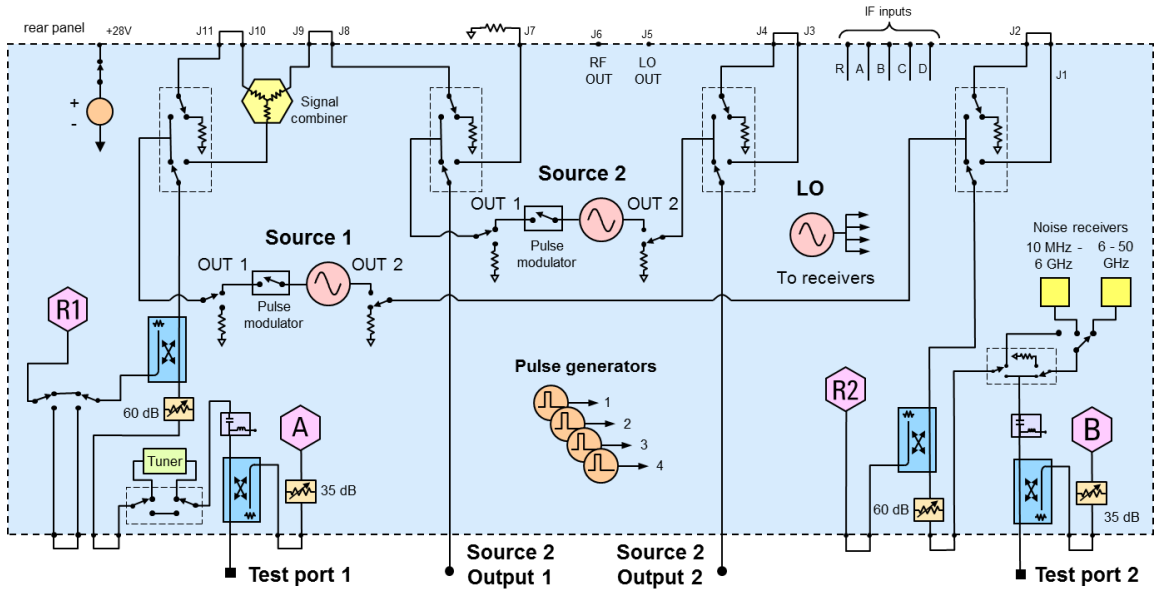 rear panel
+28V
J11
J10
J9
J8
J7
J6
J5
J4
J3
IF inputs
J2
J1
RF
OUT
LO
OUT
R
A
B
C
D
+
-
Signal
combiner
Source 2
OUT 1
OUT 2
Pulse
modulator
LO
To receivers
Source 1
OUT 1
OUT 2
Pulse
modulator
Noise receivers
10 MHz -
6 GHz
6 - 50
GHz
R1
60 dB
Tuner
A
35 dB
Pulse generators
1
2
3
4
R2
60 dB
B
35 dB
Test port 1
Source 2
Output 1
Source 2
Output 2
Test port 2